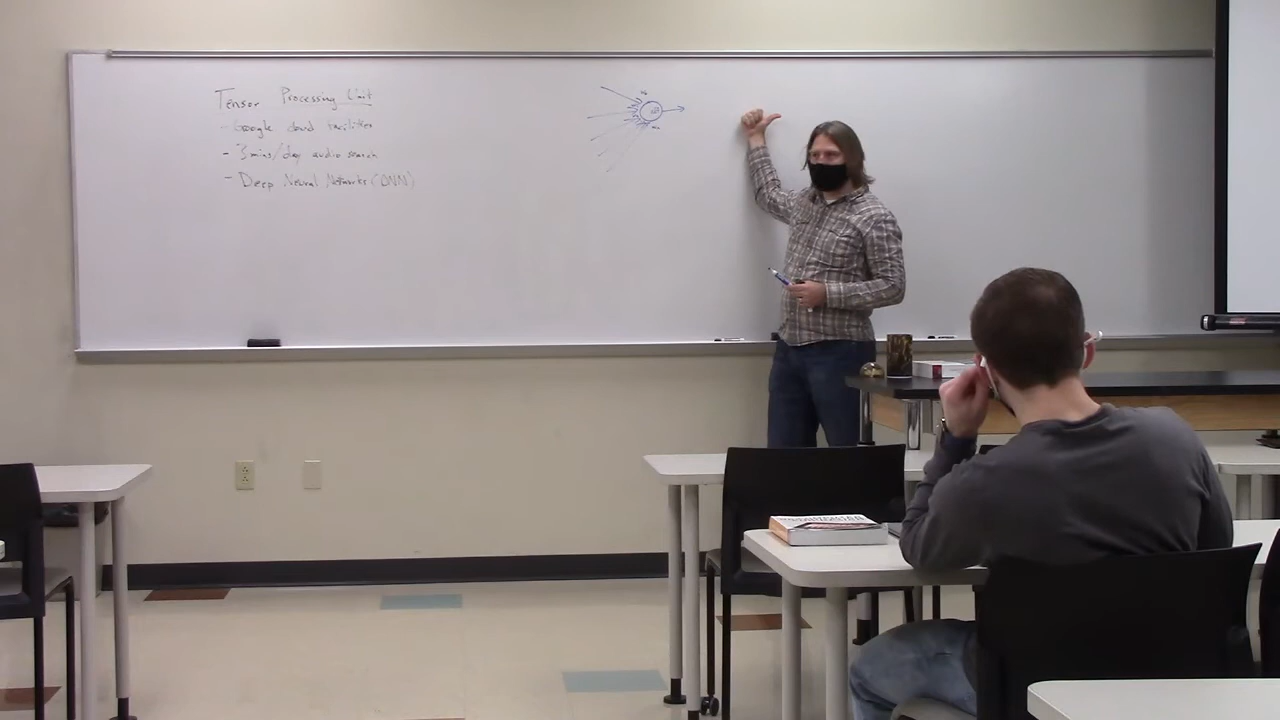 Tensor Processing Unit
- Google cloud facilities
- 3 mins/day audio search
- Deep Neural Networks (DNN)